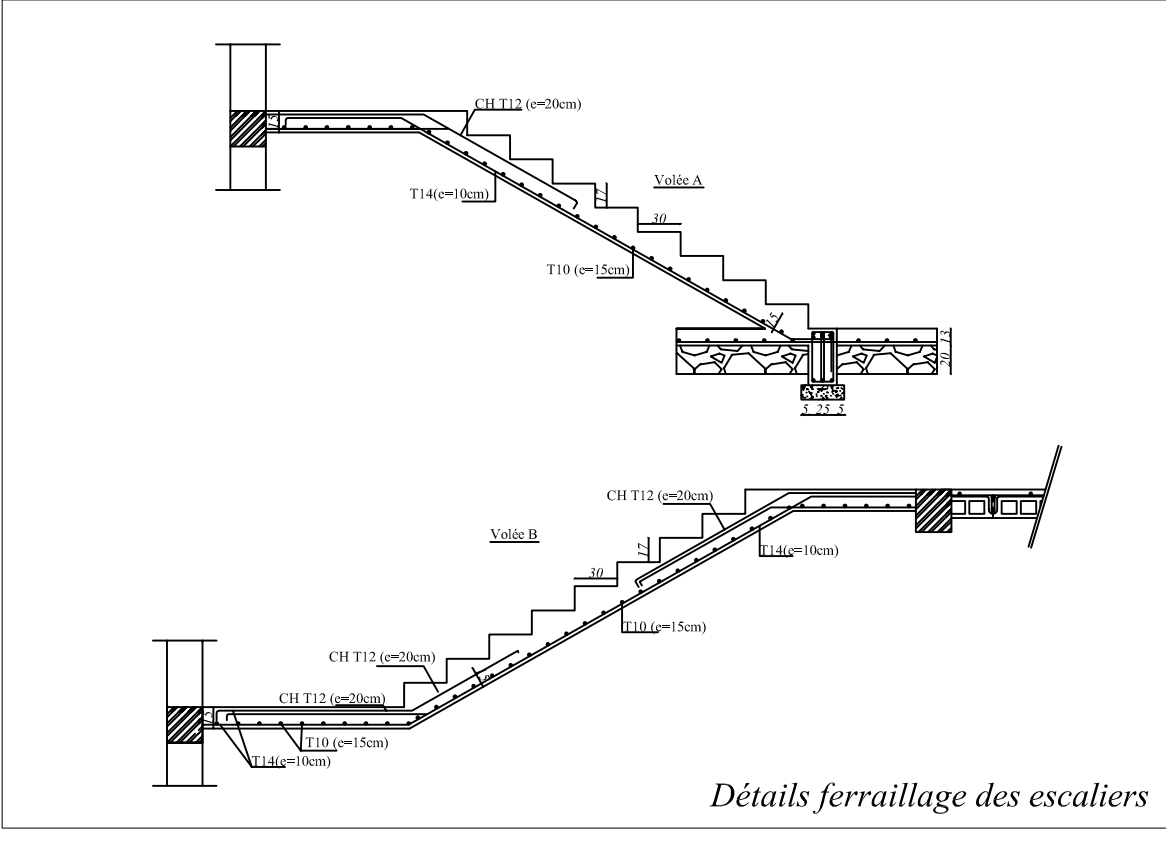 CH T12 (e=20cm)
15
T14(e=10cm)
Volée A
17
30
T10 (e=15cm)
15
13
20
5 25 5
CH T12 (e=20cm)
Volée B
17
T14(e=10cm)
30
T10 (e=15cm)
CH T12 (e=20cm)
CH T12 (e=20cm)
T10 (e=15cm)
T14(e=10cm)
Détails ferraillage des escaliers